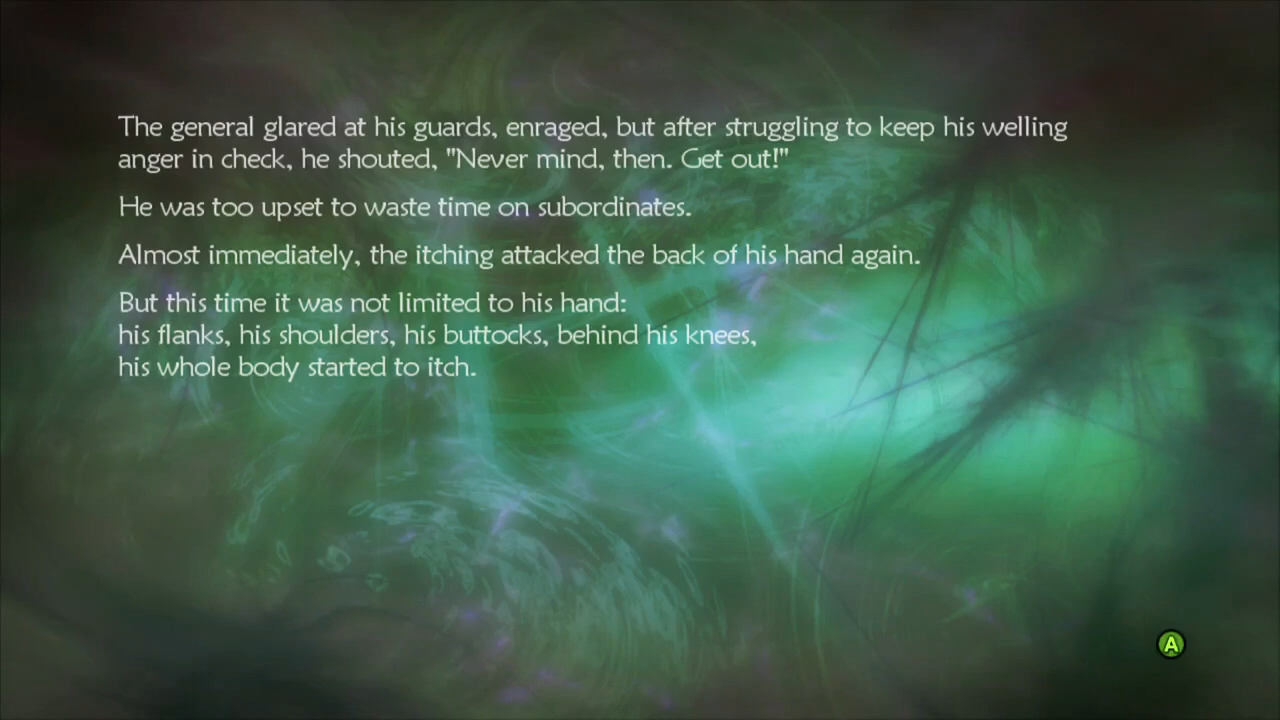 The general glared at his guards, enraged, but after struggling to keep his welling
anger in check, he shouted, "Never mind, then. Get out!"
He was too upset to waste time on subordinates.
Almost immediately, the itching attacked the back of his hand again.
But this time it was not limited to his hand:
his flanks, his shoulders, his buttocks, behind his knees,
his whole body started to itch.
A